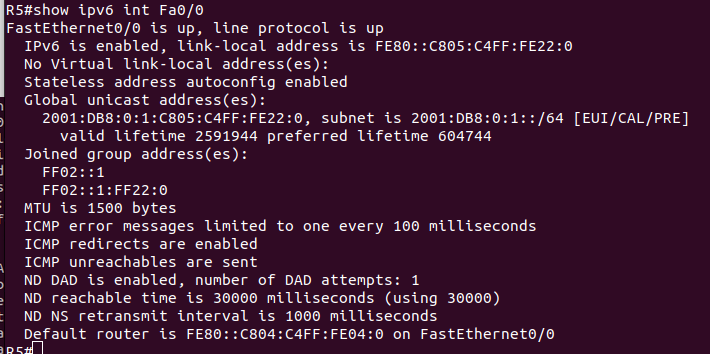 R5#show ipv6 int Fa0/0
FastEthernet0/0 is up, line protocol is up
IPv6 is enabled, link-local address is FE80::C805:C4FF:FE22:0
No Virtual link-local address(es):
Stateless address autoconfig enabled
Global unicast address(es):
2001:DB8:0:1:C805:C4FF:FE22:0, subnet is 2001:DB8:0:1::/64 [EUI/CAL/PRE]
valid lifetime 2591944 preferred lifetime 604744
Joined group address(es):
FF02::1
FF02::1:FF22:0
MTU is 1500 bytes
ICMP error messages limited to one every 100 milliseconds
ICMP redirects are enabled
ICMP unreachables are sent
ND DAD is enabled, number of DAD attempts: 1
ND reachable time is 30000 milliseconds (using 30000)
ND NS retransmit interval is 1000 milliseconds
Default router is FE80::C804:C4FF:FE04:0 on FastEthernet0/0
R5#